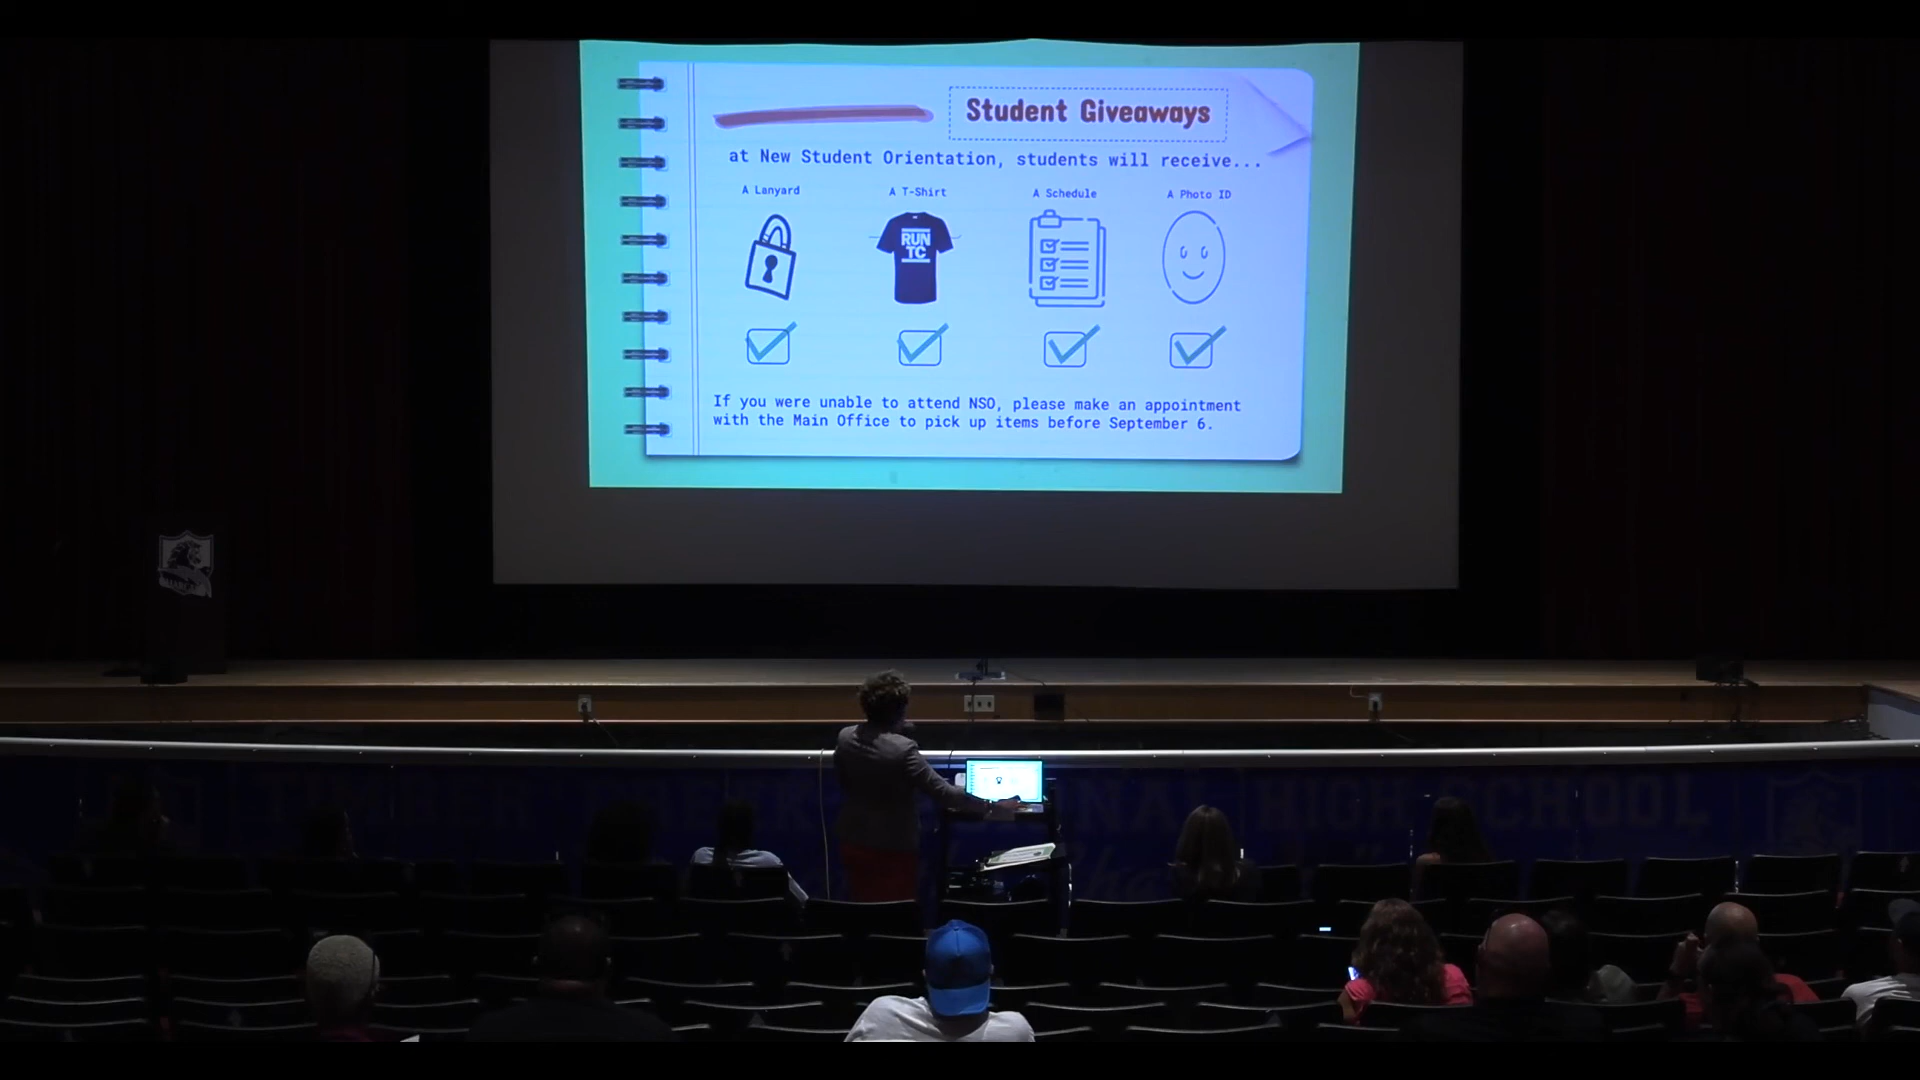 Student Giveaways
at New Student Orientation, students will receive...
A Lanyard A T-Shirt A Schedule A Photo ID
RUN
TC
If you were unable to attend NSO, please make an appointment
with the Main Office to pick up items before September 6.
HIGH SCHOOL